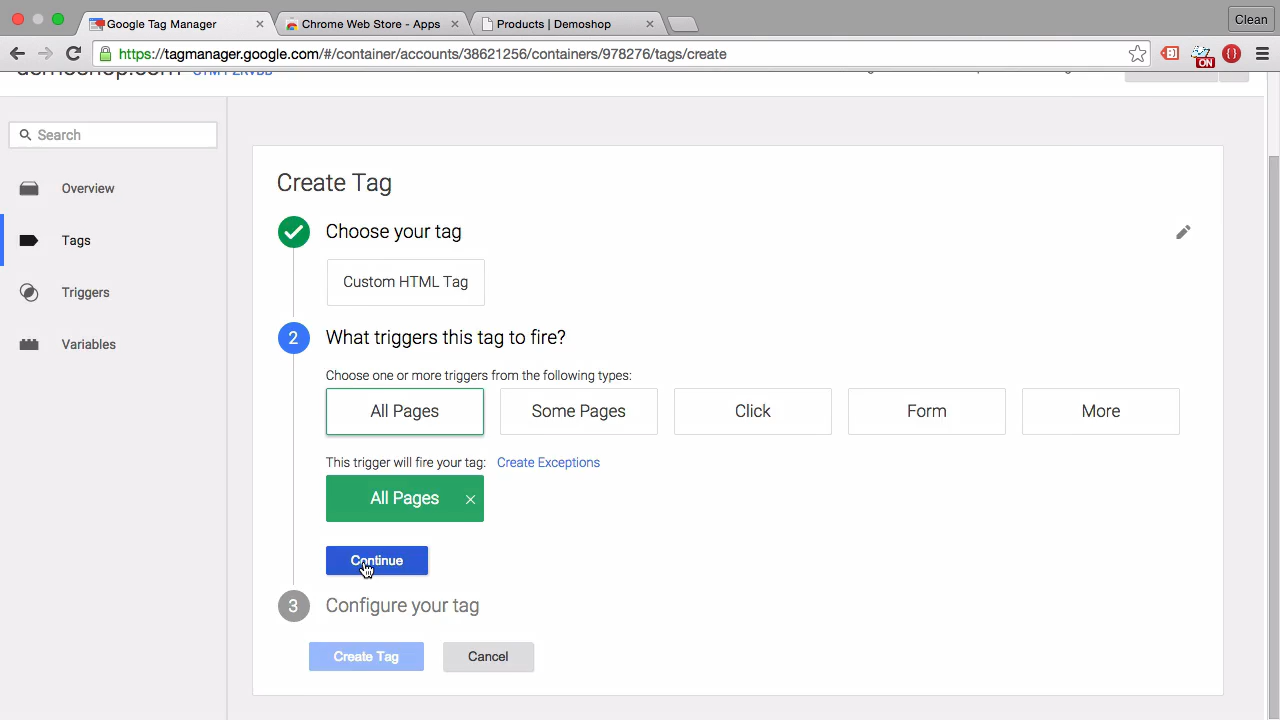 Google Tag Manager
Chrome Web Store - Apps
Products | Demoshop
Clean
https://tagmanager.google.com/#/container/accounts/38621256/containers/978276/tags/create
ON
Search
Overview
Tags
Triggers
Variables
Create Tag
Choose your tag
Custom HTML Tag
2 What triggers this tag to fire?
Choose one or more triggers from the following types:
All Pages Some Pages Click Form More
This trigger will fire your tag: Create Exceptions
All Pages
Continue
3 Configure your tag
Create Tag Cancel